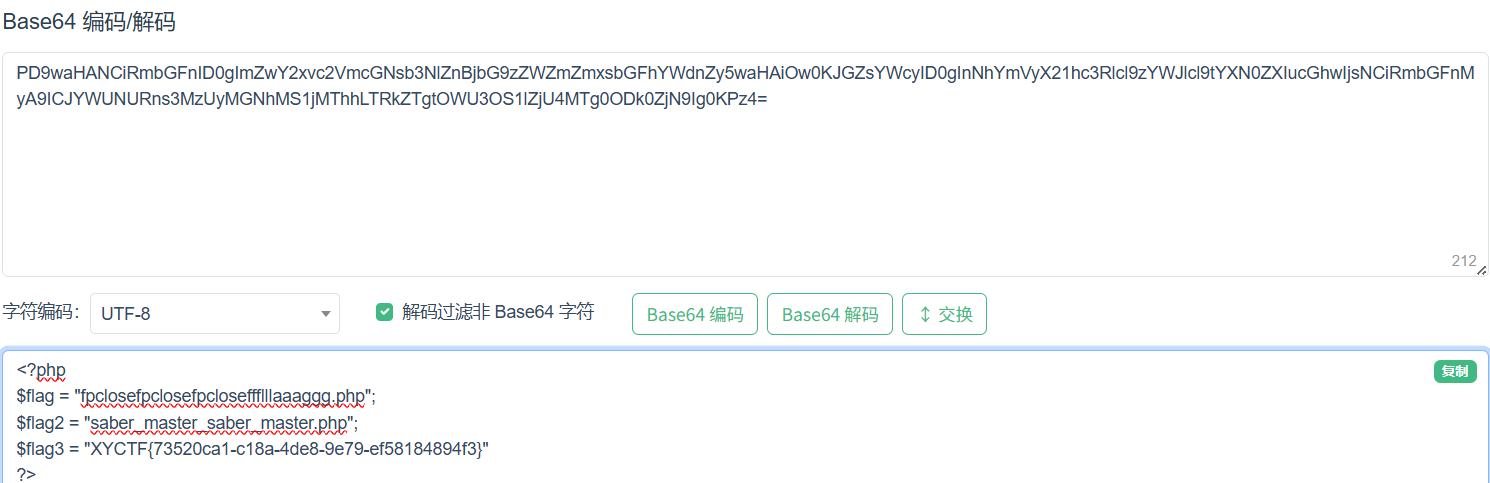 Base64 编码/解码
PD9waHANCiRmbGFnID0gImZwY2xvc2VmcGNsb3NlZnBjbG9zZWZmZmxsbGFhYWdnZy5waHAiOw0KJGZsYWcyID0gInNhYmVyX21hc3Rlcl9zYWJlcl9tYXN0ZXIucGhwIjsNCiRmbGFnM
yA9ICJYWUNURns3MzUyMGNhMS1jMThhLTRkZTgtOWU3OS1lZjU4MTg0ODk0ZjN9Ig0KPz4=
212
字符编码: UTF-8 解码过滤非 Base64 字符 Base64 编码 Base64 解码 ↕ 交换
<?php 复制
$flag = "fpclosefpclosefpcloseffflllaaaggg.php";
$flag2 = "saber_master_saber_master.php";
$flag3 = "XYCTF{73520ca1-c18a-4de8-9e79-ef58184894f3}"
?>